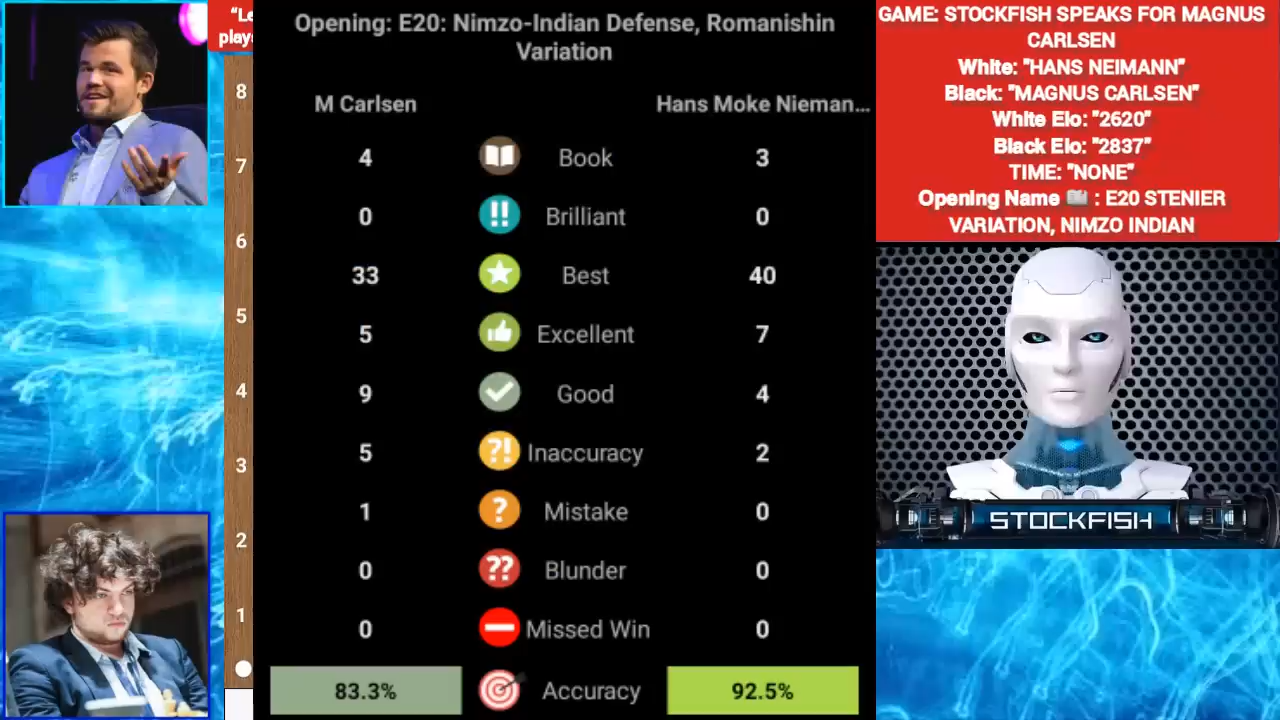 “Le
plays
Opening: E20: Nimzo-Indian Defense, Romanishin
Variation
M Carlsen Hans Moke Nieman...
4 Book 3
0 !! Brilliant 0
33 Best 40
5 Excellent 7
9 Good 4
5 ?! Inaccuracy 2
1 ? Mistake 0
0 ?? Blunder 0
0 Missed Win 0
83.3% Accuracy 92.5%
8
7
6
5
4
3
2
1
GAME: STOCKFISH SPEAKS FOR MAGNUS
CARLSEN
White: "HANS NEIMANN"
Black: "MAGNUS CARLSEN"
White Elo: "2620"
Black Elo: "2837"
TIME: "NONE"
Opening Name 📖 : E20 STENIER
VARIATION, NIMZO INDIAN
STOCKFISH